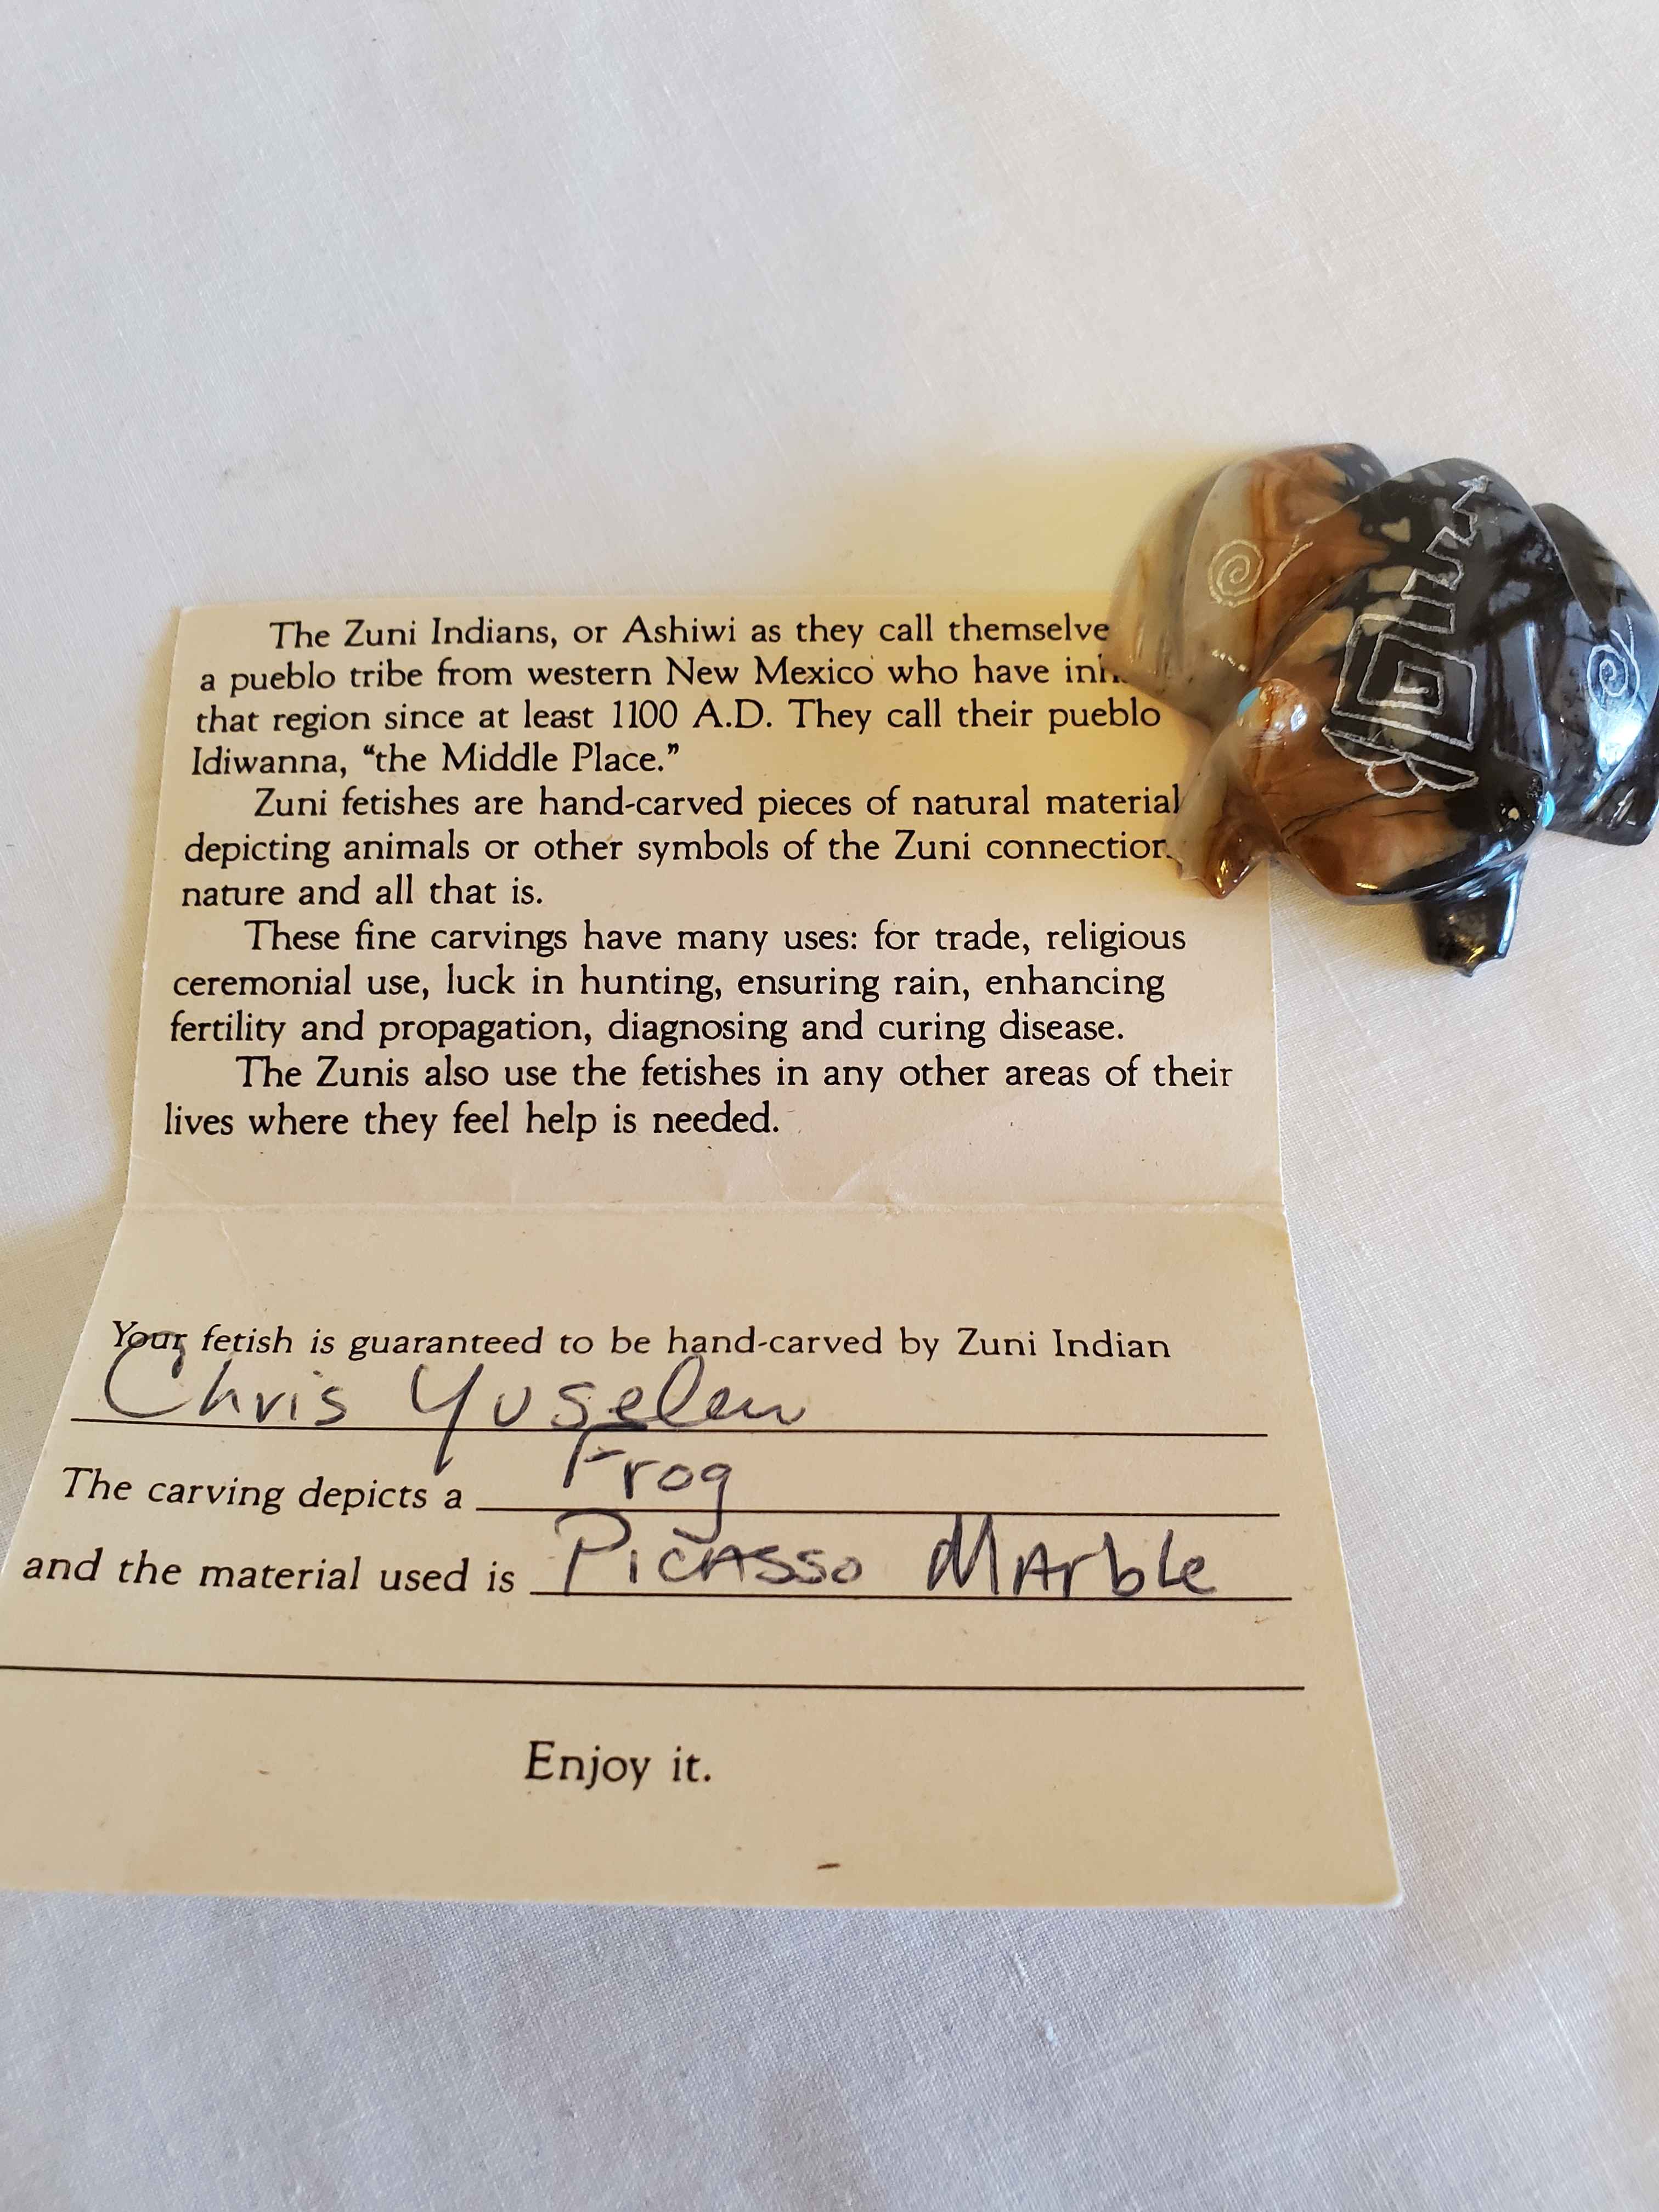 The Zuni Indians, or Ashiwi as they call themselve
a pueblo tribe from western New Mexico who have
that region since at least 1100 A.D. They call their pueblo
Idiwanna, “the Middle Place.”
Zuni fetishes are hand-carved pieces of natural material
depicting animals or other symbols of the Zuni connection
nature and all that is.
These fine carvings have many uses: for trade, religious
ceremonial use, luck in hunting, ensuring rain, enhancing
fertility and propagation, diagnosing and curing disease.
The Zunis also use the fetishes in any other areas of their
lives where they feel help is needed.
Your fetish is guaranteed to be hand-carved by Zuni Indian
Chris Yuselew
The carving depicts a Frog
and the material used is Picasso Marble
Enjoy it.